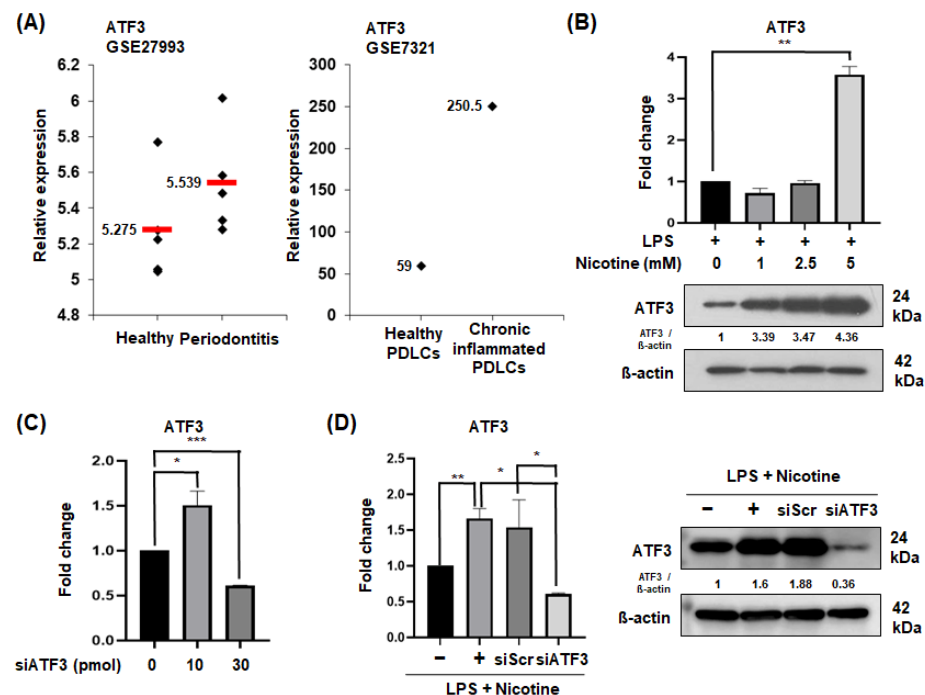 (A)
ATF3
GSE27993
Relative expression
6.2
6
5.8
5.6
5.4
5.2
5
4.8
5.275
5.539
Healthy Periodontitis
ATF3
GSE7321
Relative expression
300
250
200
150
100
50
0
59
250.5
Healthy
PDLCs
Chronic
inflammated
PDLCs
(B)
ATF3
**
Fold change
4
3
2
1
0
LPS + + + +
Nicotine (mM) 0 1 2.5 5
ATF3
24
kDa
ATF3 /
ß-actin
1 3.39 3.47 4.36
ß-actin
42
kDa
(C)
ATF3
***
*
Fold change
2.0
1.5
1.0
0.5
0.0
siATF3 (pmol) 0 10 30
(D)
ATF3
** * *
Fold change
2.5
2.0
1.5
1.0
0.5
0.0
− + siScr siATF3
LPS + Nicotine
LPS + Nicotine
− + siScr siATF3
ATF3
24
kDa
ATF3 /
ß-actin
1 1.6 1.88 0.36
ß-actin
42
kDa